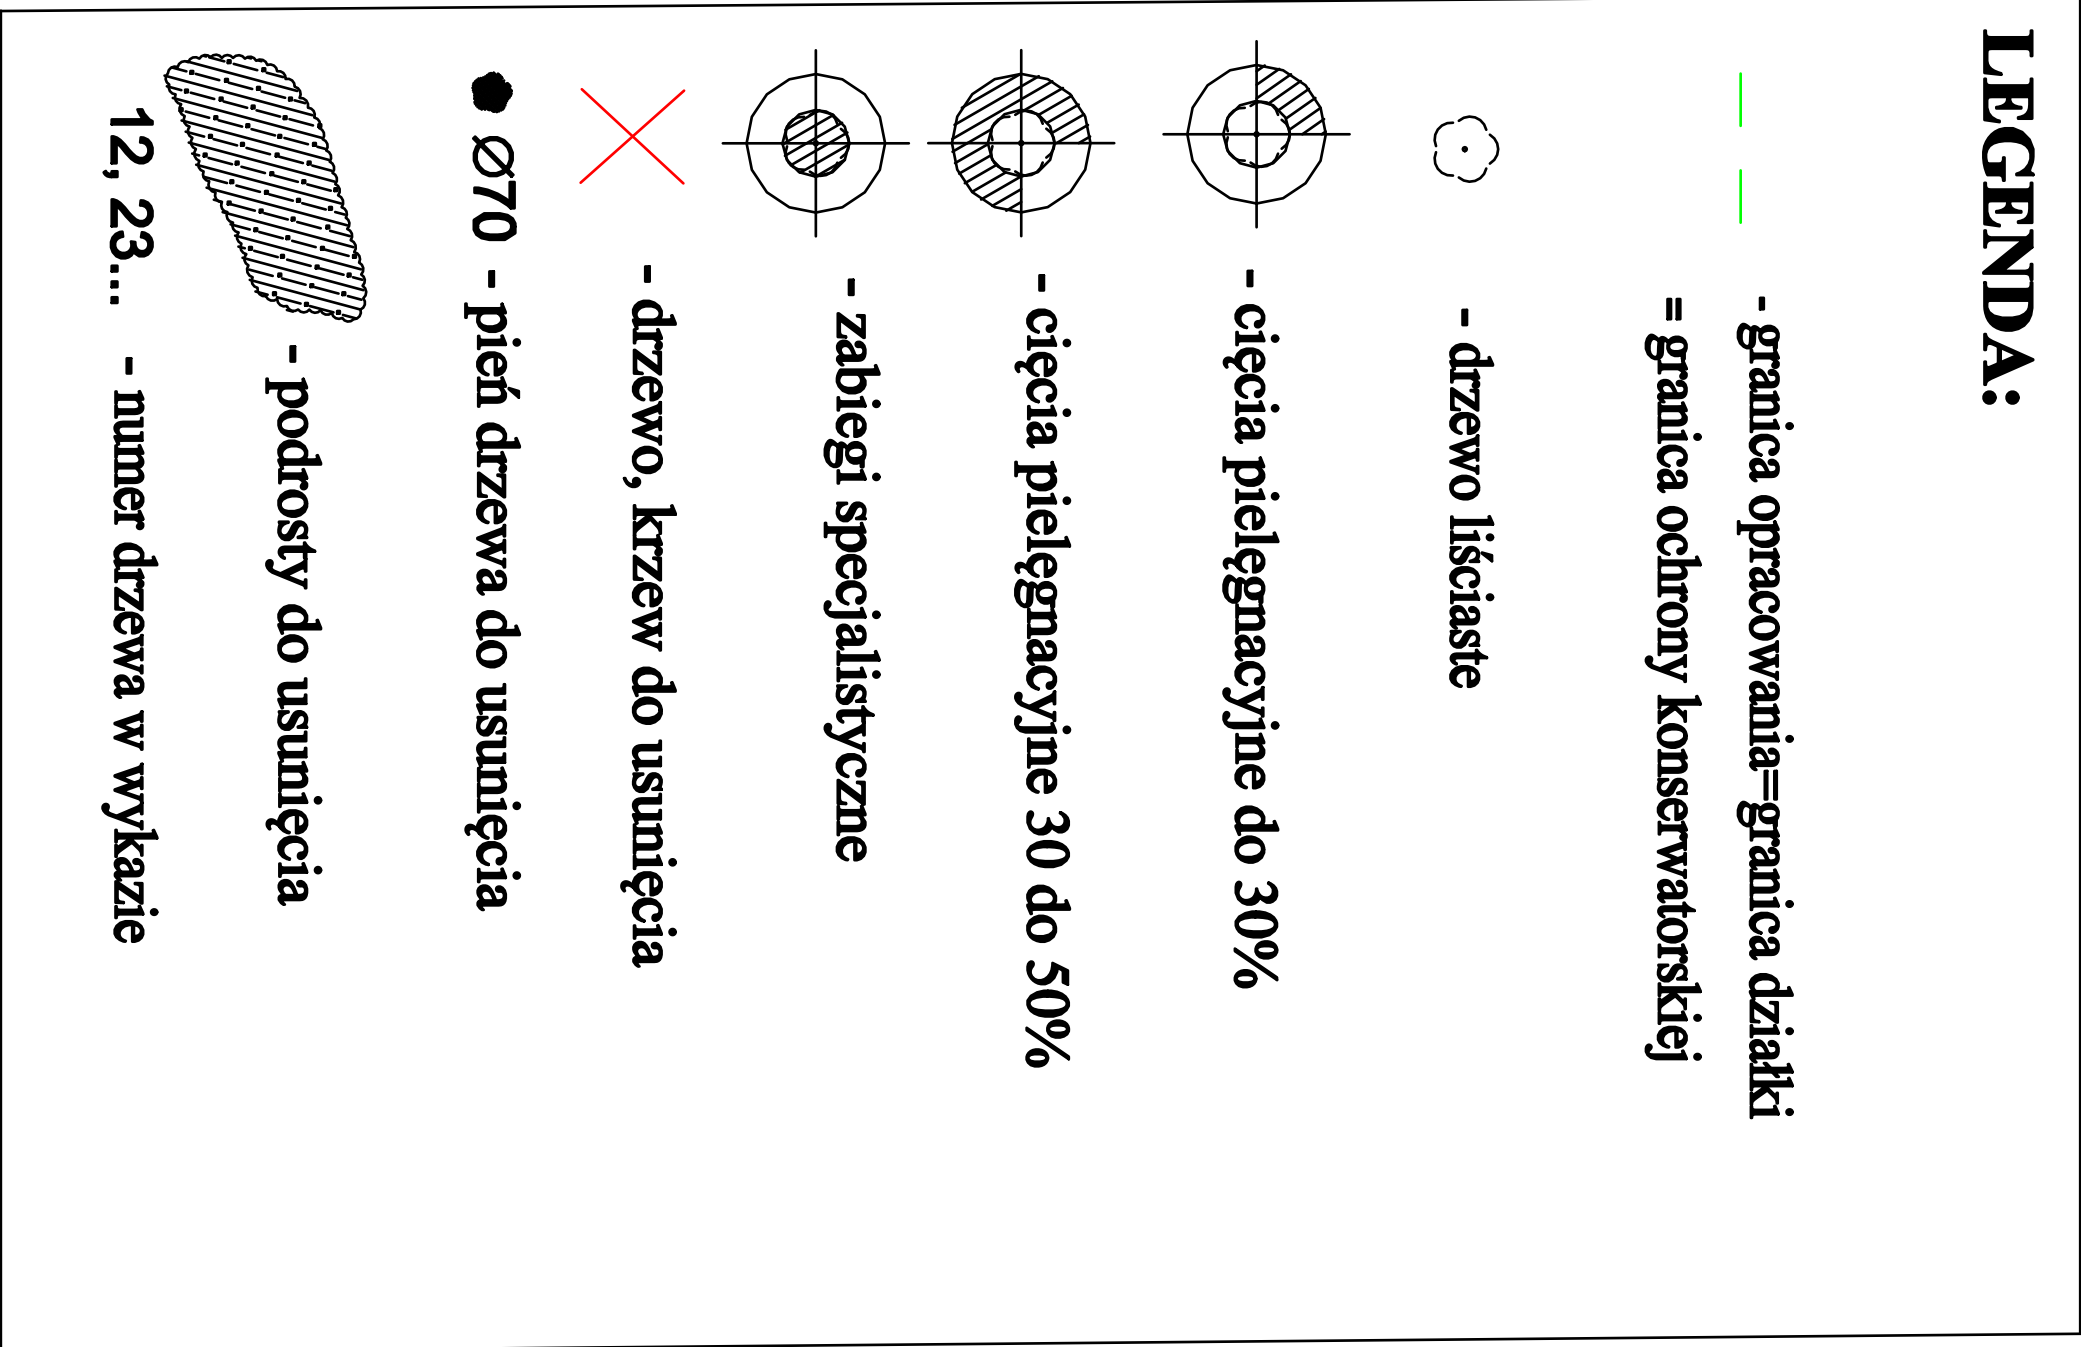 LEGENDA:
- granica opracowania=granica działki
= granica ochrony konserwatorskiej
- drzewo liściaste
- cięcia pielęgnacyjne do 30%
- cięcia pielęgnacyjne 30 do 50%
- zabiegi specjalistyczne
- drzewo, krzew do usunięcia
Ø70 - pień drzewa do usunięcia
- podrosty do usunięcia
12, 23... - numer drzewa w wykazie